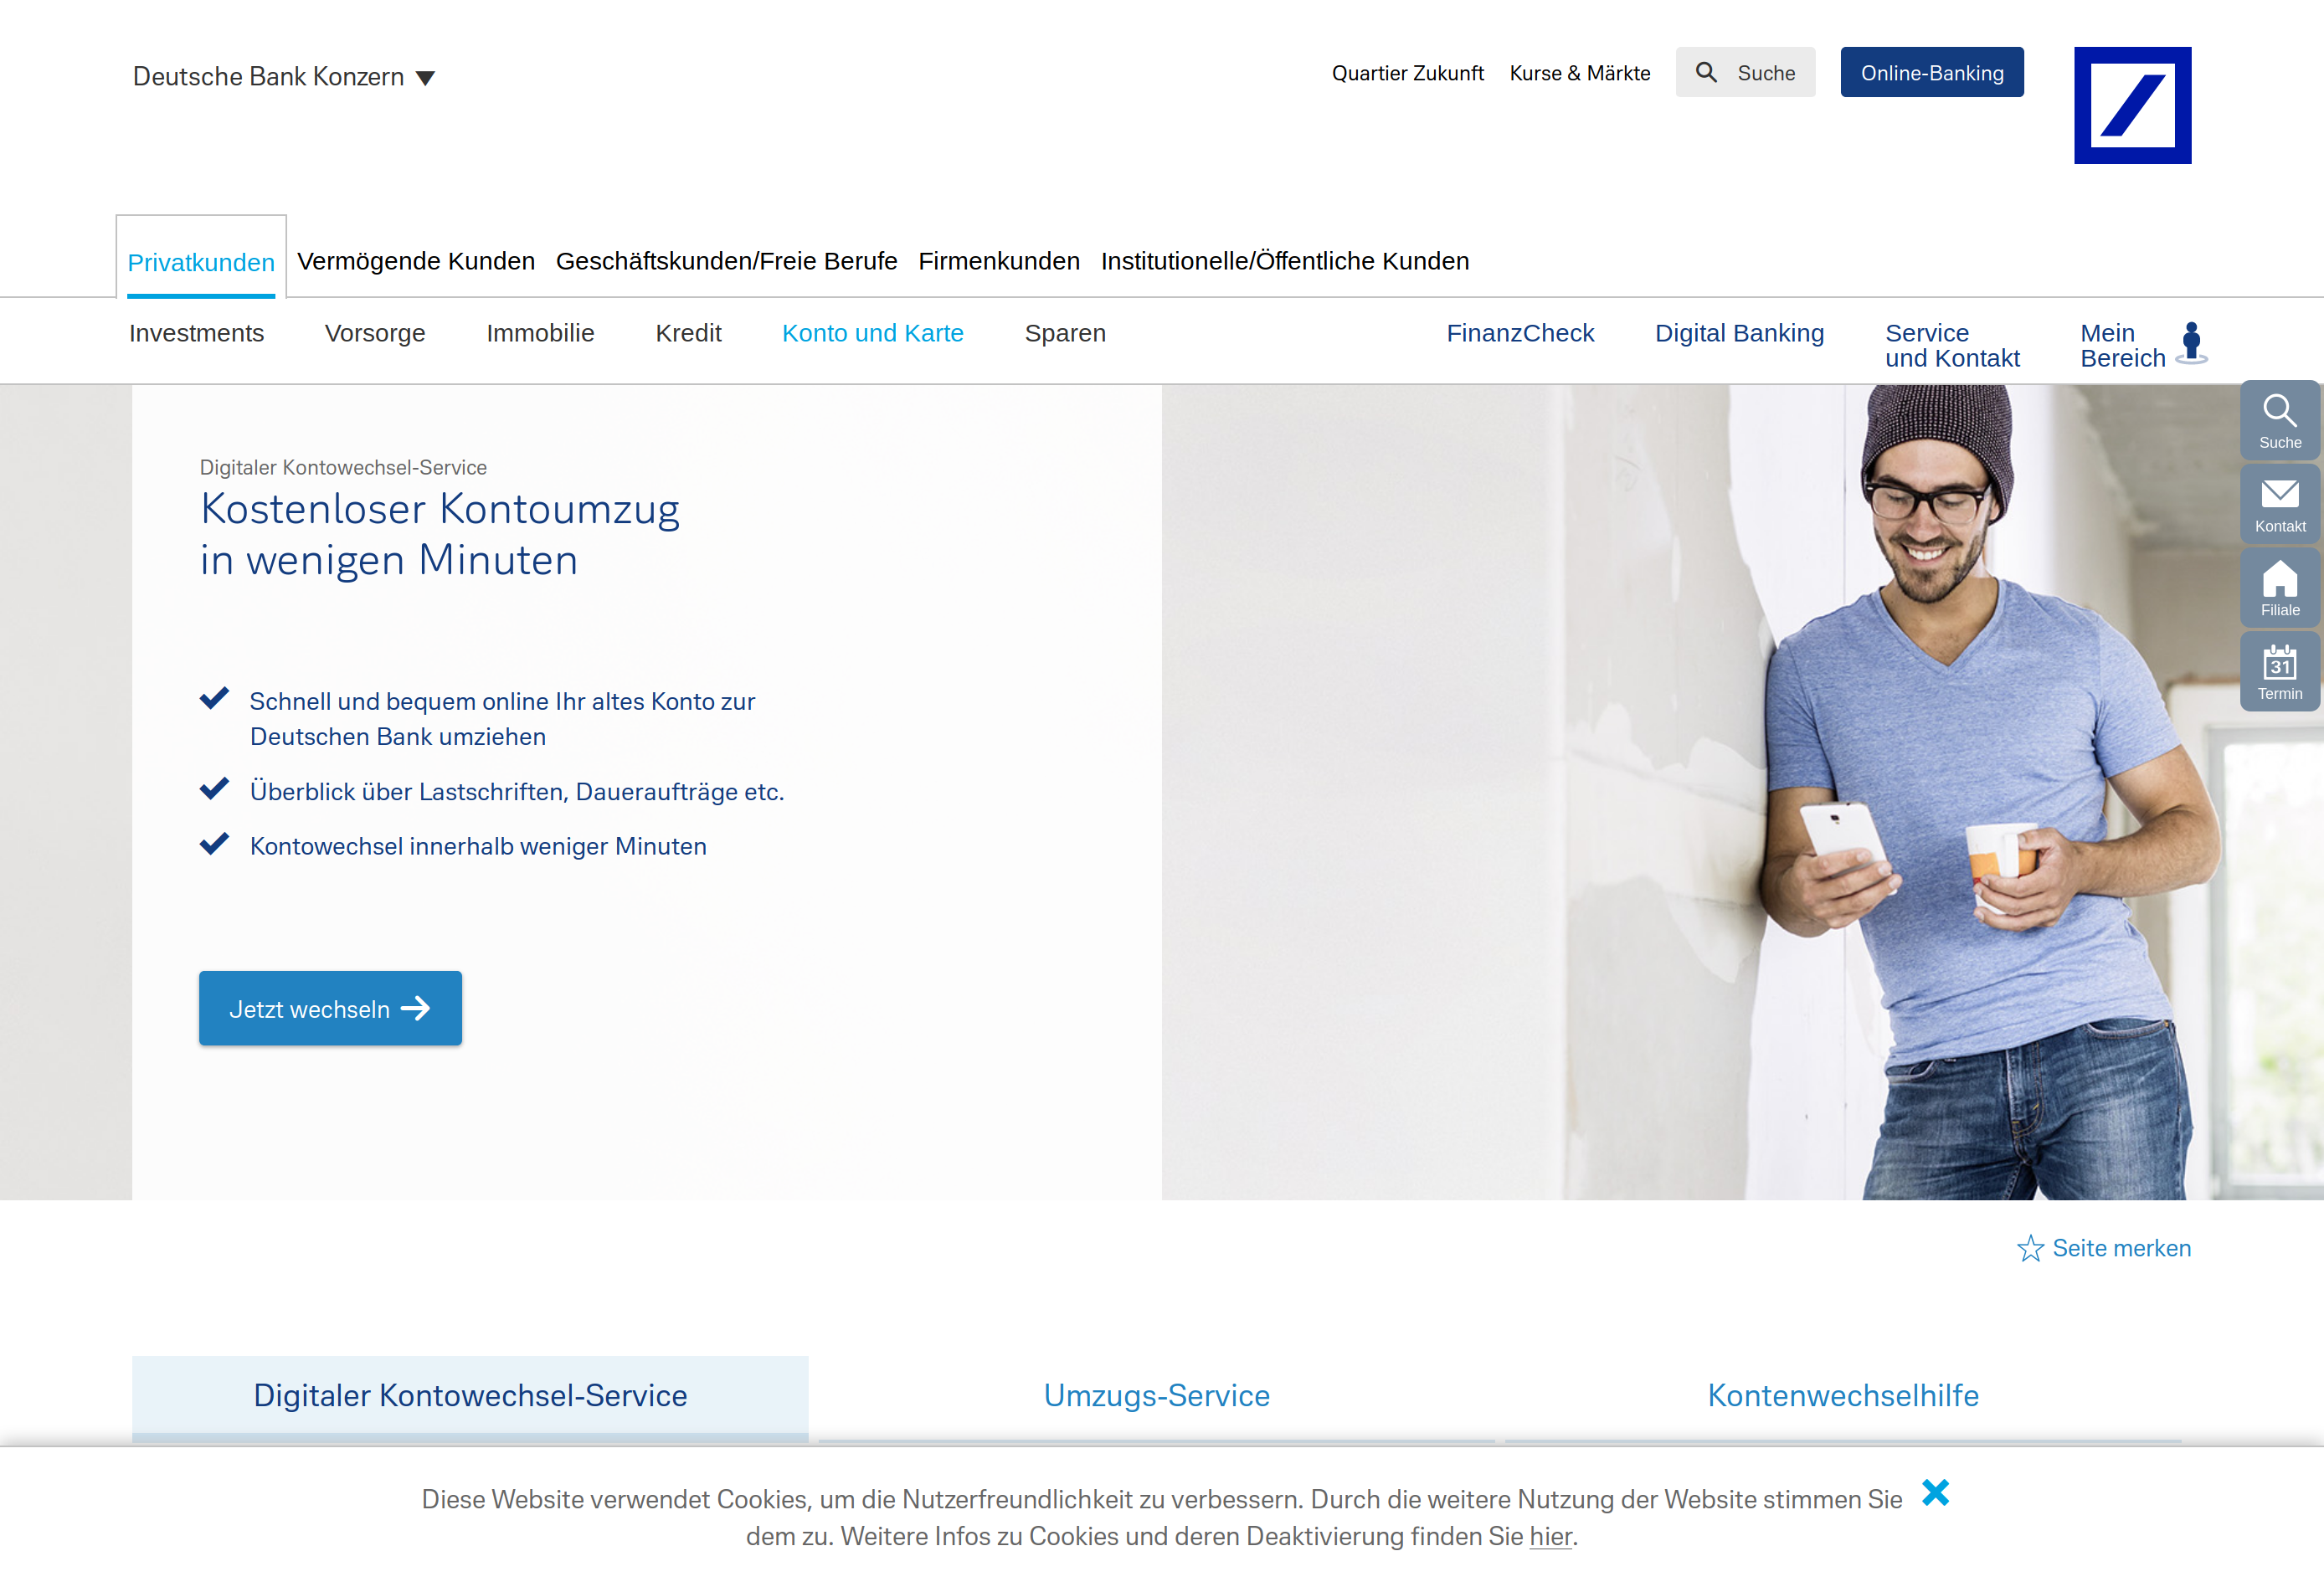 Deutsche Bank Konzern
Quartier Zukunft Kurse & Märkte Suche Online-Banking
Privatkunden Vermögende Kunden Geschäftskunden/Freie Berufe Firmenkunden Institutionelle/Öffentliche Kunden
Investments Vorsorge Immobilie Kredit Konto und Karte Sparen FinanzCheck Digital Banking Service Mein
und Kontakt Bereich
Suche
Kontakt
Filiale
31
Termin
Digitaler Kontowechsel-Service
Kostenloser Kontoumzug
in wenigen Minuten
Schnell und bequem online Ihr altes Konto zur
Deutschen Bank umziehen
Überblick über Lastschriften, Daueraufträge etc.
Kontowechsel innerhalb weniger Minuten
Jetzt wechseln
Seite merken
Digitaler Kontowechsel-Service Umzugs-Service Kontenwechselhilfe
Diese Website verwendet Cookies, um die Nutzerfreundlichkeit zu verbessern. Durch die weitere Nutzung der Website stimmen Sie
dem zu. Weitere Infos zu Cookies und deren Deaktivierung finden Sie hier.